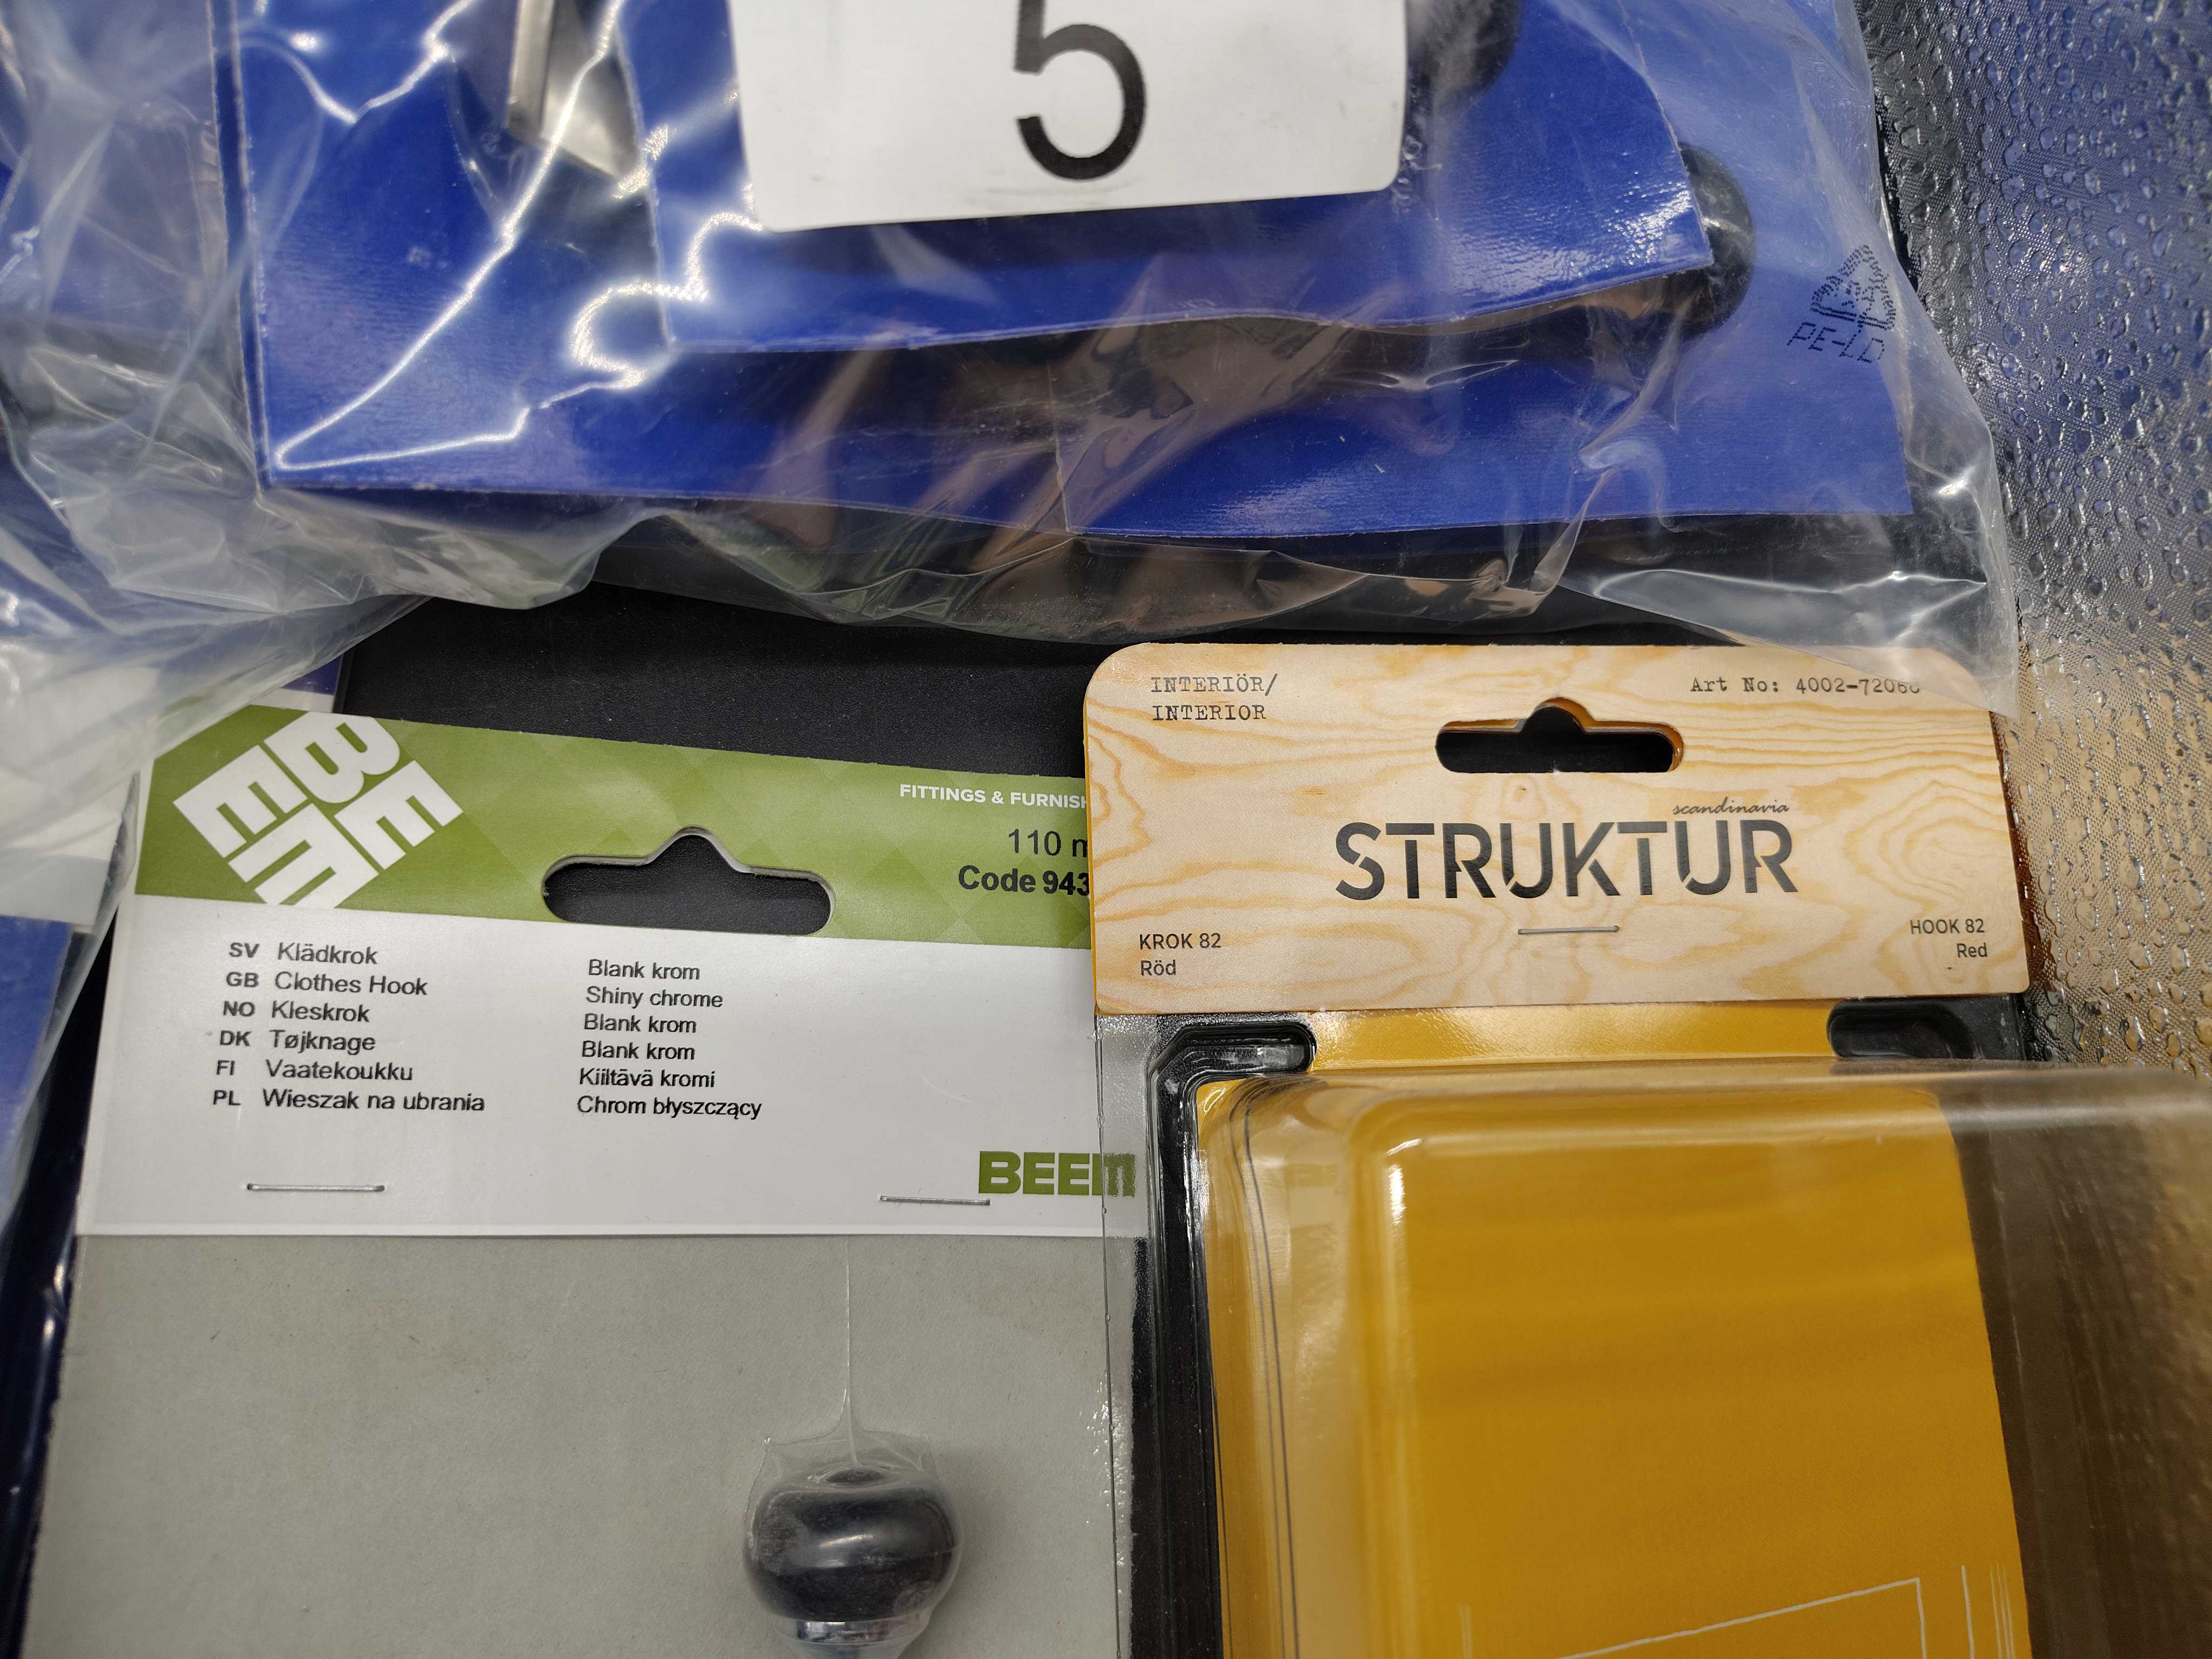 5
PE-LD
BEEM
FITTINGS & FURNISH
110 m
Code 943
SV Klädkrok Blank krom
GB Clothes Hook Shiny chrome
NO Kleskrok Blank krom
DK Tøjknage Blank krom
FI Vaatekoukku Kiiltävä kromi
PL Wieszak na ubrania Chrom błyszczący
BEEM
INTERIÖR/
INTERIOR
Art No: 4002-72060
scandinavia
STRUKTUR
KROK 82
Röd
HOOK 82
Red